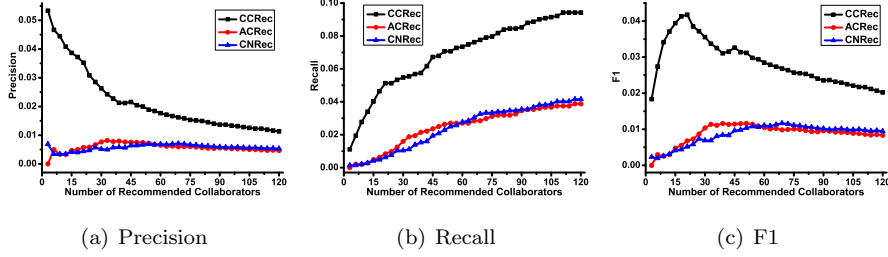 CCRec
ACRec
CNRec
Precision
0.05
0.04
0.03
0.02
0.01
0.00
0 15 30 45 60 75 90 105 120
Number of Recommended Collaborators
(a) Precision
CCRec
ACRec
CNRec
Recall
0.10
0.08
0.06
0.04
0.02
0.00
0 15 30 45 60 75 90 105 120
Number of Recommended Collaborators
(b) Recall
CCRec
ACRec
CNRec
F1
0.04
0.03
0.02
0.01
0.00
0 15 30 45 60 75 90 105 120
Number of Recommended Collaborators
(c) F1